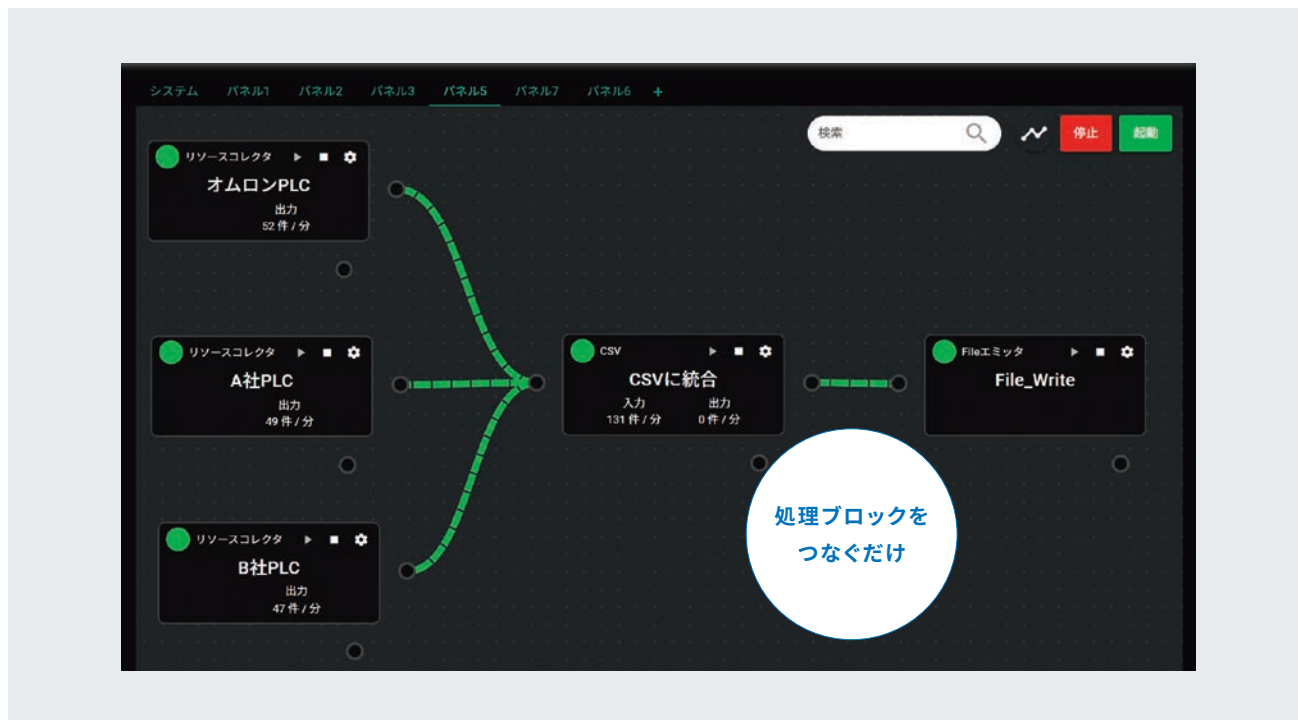 システム パネル1 パネル2 パネル3 パネル5 パネル7 パネル6 +
検索 停止 起動
リソースコレクタ
オムロンPLC
出力
52 件 / 分
リソースコレクタ
A社PLC
出力
49 件 / 分
CSV
CSVに統合
入力 出力
131 件 / 分 0 件 / 分
Fileエミッタ
File_Write
リソースコレクタ
B社PLC
出力
47 件 / 分
処理ブロックを
つなぐだけ